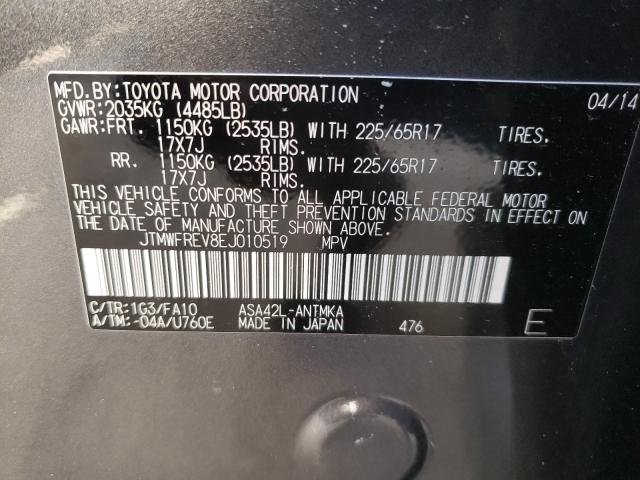 MFD.BY:TOYOTA MOTOR CORPORATION 04/14
GVWR:2035KG (4485LB)
GAWR:FRT. 1150KG (2535LB) WITH 225/65R17 TIRES.
17X7J RIMS.
RR. 1150KG (2535LB) WITH 225/65R17 TIRES.
17X7J RIMS.
THIS VEHICLE CONFORMS TO ALL APPLICABLE FEDERAL MOTOR
VEHICLE SAFETY AND THEFT PREVENTION STANDARDS IN EFFECT ON
THE DATE OF MANUFACTURE SHOWN ABOVE.
JTMWFREV8EJ010519 MPV
C/TR:1G3/FA10 ASA42L-ANTMKA
A/TM:-04A/U760E MADE IN JAPAN 476 E